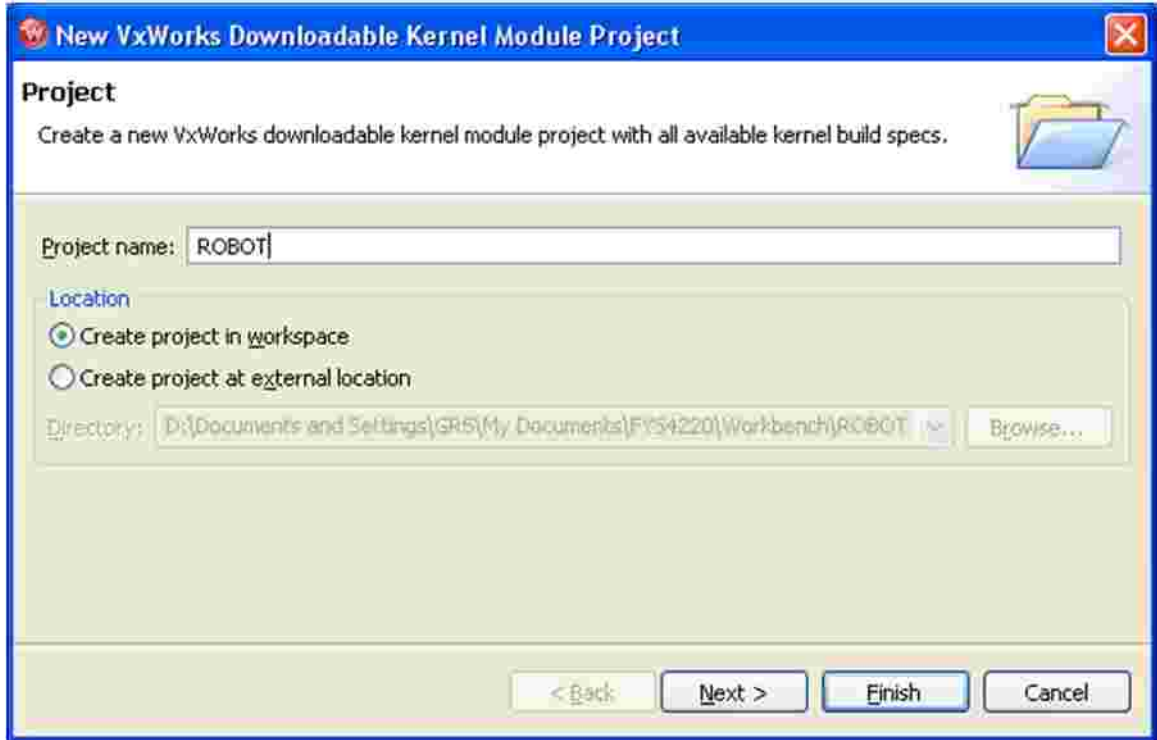 New VxWorks Downloadable Kernel Module Project
Project
Create a new VxWorks downloadable kernel module project with all available kernel build specs.
Project name: ROBOT
Location
Create project in workspace
Create project at external location
Directory: D:\Documents and Settings\GR5\My Documents\FYS4220\Workbench\ROBOT Browse...
< Back Next > Finish Cancel